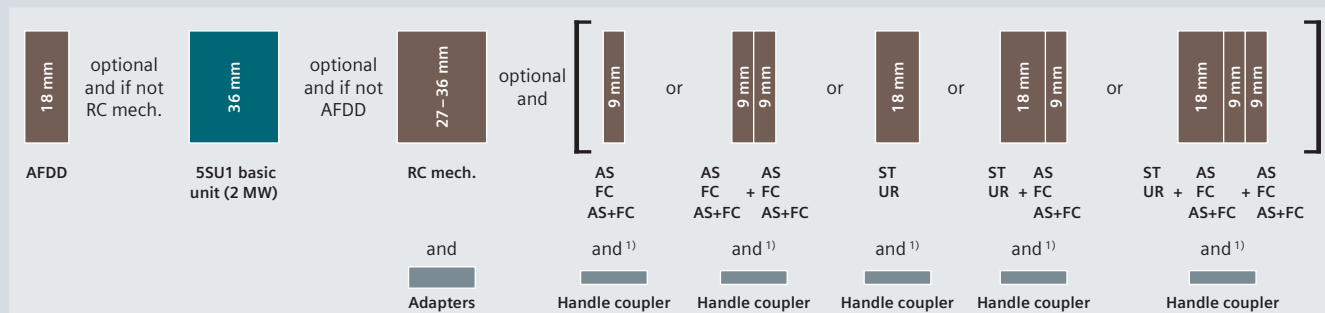 18 mm
optional
and if not
RC mech.
36 mm
optional
and if not
AFDD
27–36 mm
optional
and
9 mm
or
9 mm
9 mm
or
18 mm
or
18 mm
9 mm
or
18 mm
9 mm
9 mm
AFDD
5SU1 basic
unit (2 MW)
RC mech.
AS
FC
AS+FC
AS AS
FC + FC
AS+FC AS+FC
ST
UR
ST AS
UR + FC
AS+FC
ST AS AS
UR + FC + FC
AS+FC AS+FC
and
and 1)
and 1)
and 1)
and 1)
and 1)
Adapters
Handle coupler
Handle coupler
Handle coupler
Handle coupler
Handle coupler